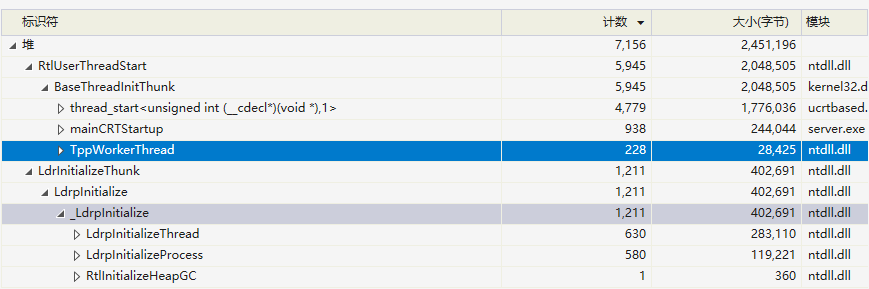 标识符 计数 大小(字节) 模块
堆 7,156 2,451,196
RtlUserThreadStart 5,945 2,048,505 ntdll.dll
BaseThreadInitThunk 5,945 2,048,505 kernel32.d
thread_start<unsigned int (__cdecl*)(void *),1> 4,779 1,776,036 ucrtbased.
mainCRTStartup 938 244,044 server.exe
TppWorkerThread 228 28,425 ntdll.dll
LdrInitializeThunk 1,211 402,691 ntdll.dll
LdrpInitialize 1,211 402,691 ntdll.dll
_LdrpInitialize 1,211 402,691 ntdll.dll
LdrpInitializeThread 630 283,110 ntdll.dll
LdrpInitializeProcess 580 119,221 ntdll.dll
RtlInitializeHeapGC 1 360 ntdll.dll